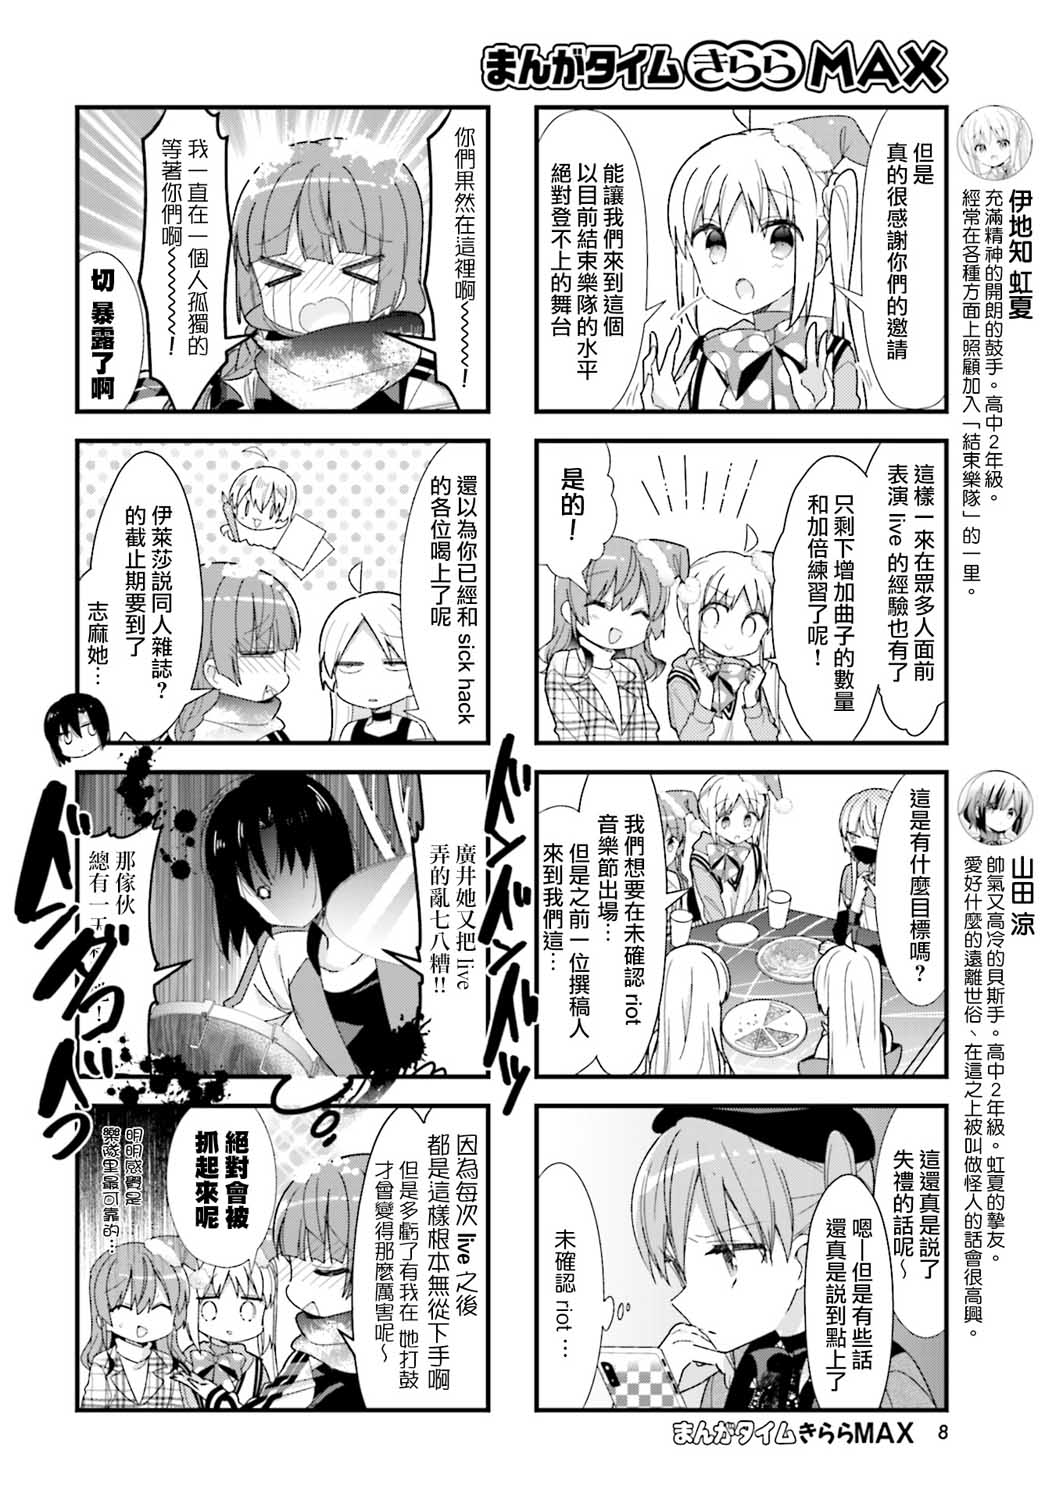 まんがタイムきららMAX
伊地知 虹夏
充滿精神的開朗的鼓手。高中2年級。
經常在各種方面上照顧加入「結束樂隊」的一里。
山田 涼
帥氣又高冷的貝斯手。高中2年級。虹夏的摯友。
愛好什麼的遠離世俗、在這之上被叫做怪人的話會很高興。
但是
真的很感謝你們的邀請
能讓我們來到這個
以目前結束樂隊的水平
絕對登不上的舞台
這樣一來在眾多人面前
表演 live 的經驗也有了
只剩下增加曲子的數量
和加倍練習了呢！
是的！
這是有什麼目標嗎？
我們想要在未確認 riot
音樂節出場…
但是之前一位撰稿人
來到我們這…
這還真是說了
失禮的話呢～
嗯—但是有些話
還真是說到點上了
未確認 riot …
你們果然在這裡啊～～～～！
我一直在一個人孤獨的
等著你們啊～～～～！
切 暴露了啊
還以為你已經和 sick hack
的各位喝上了呢
伊萊莎説同人雜誌？
的截止期要到了
志麻她…
ドンドンドンッ
廣井她又把 live
弄的亂七八糟!!
那傢伙
總有一天
因為每次 live 之後
都是這樣根本無從下手啊
但是多虧了有我在 她打鼓
才會變得那麼厲害呢～
絕對會被
抓起來呢
明明感覺是
樂隊里最可靠的…
まんがタイムきららMAX
8